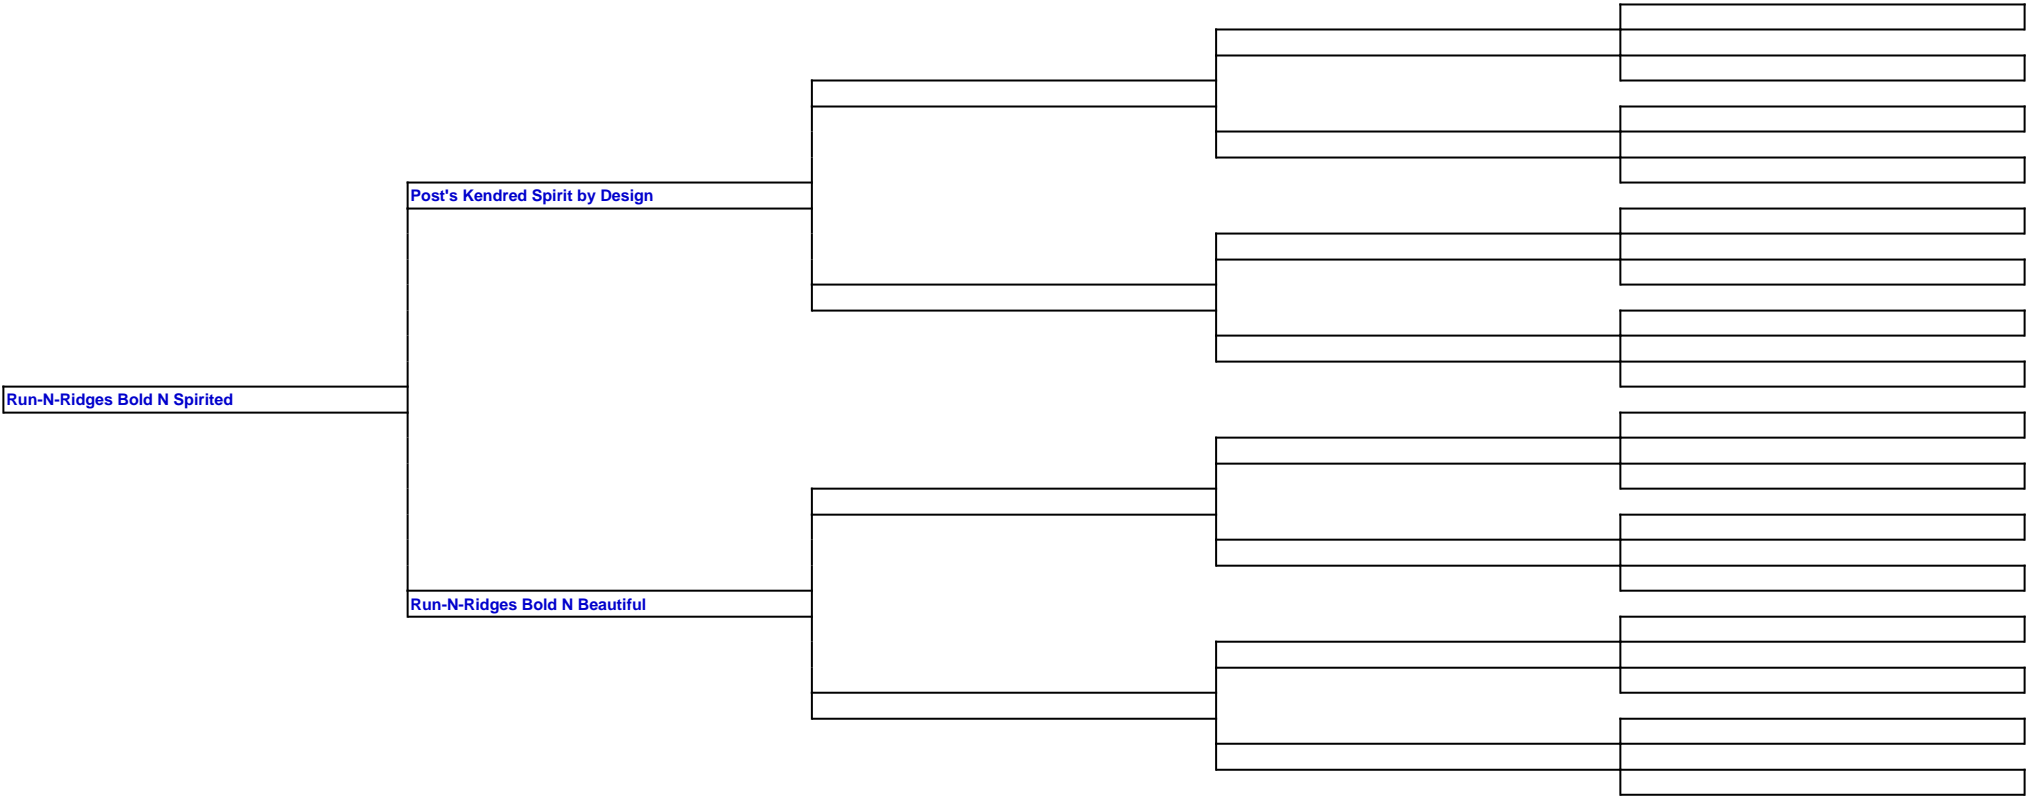 Post's Kendred Spirit by Design
Run-N-Ridges Bold N Spirited
Run-N-Ridges Bold N Beautiful